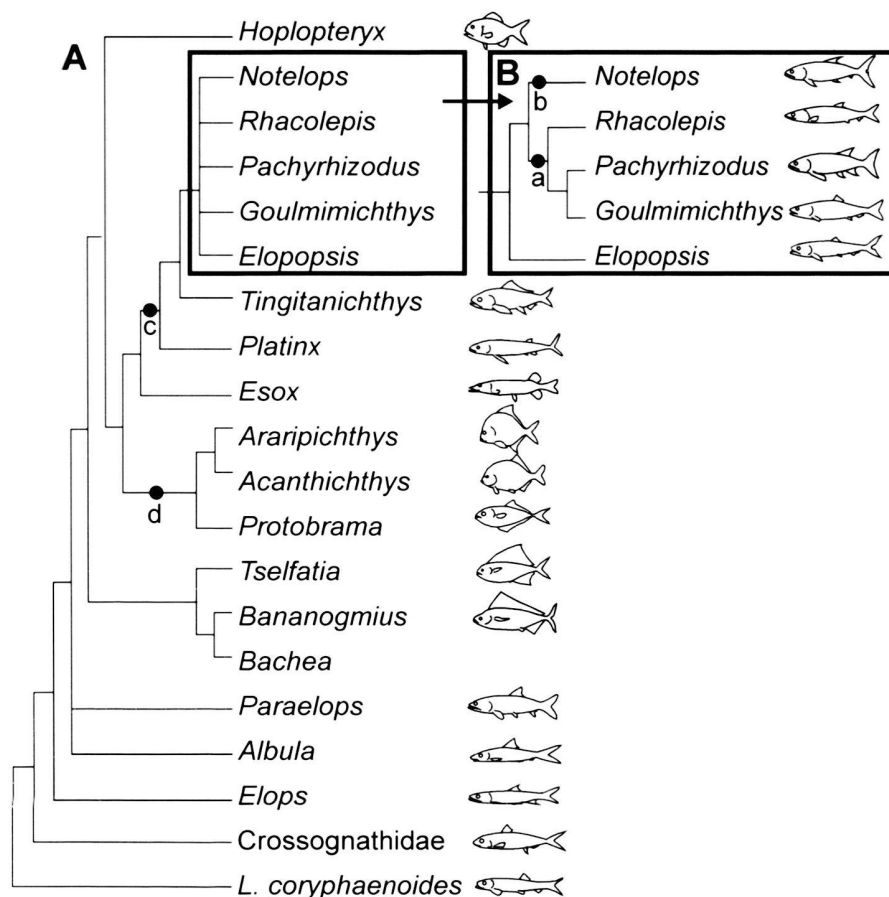 A
Hoplopteryx
Notelops
Rhacolepis
Pachyrhizodus
Goulmimichthys
Elopopsis
B
b
a
Notelops
Rhacolepis
Pachyrhizodus
Goulmimichthys
Elopopsis
Tingitanichthys
c
Platinx
Esox
Araripichthys
Acanthichthys
d
Protobrama
Tselfatia
Bananogmius
Bachea
Paraelops
Albula
Elops
Crossognathidae
L. coryphaenoides